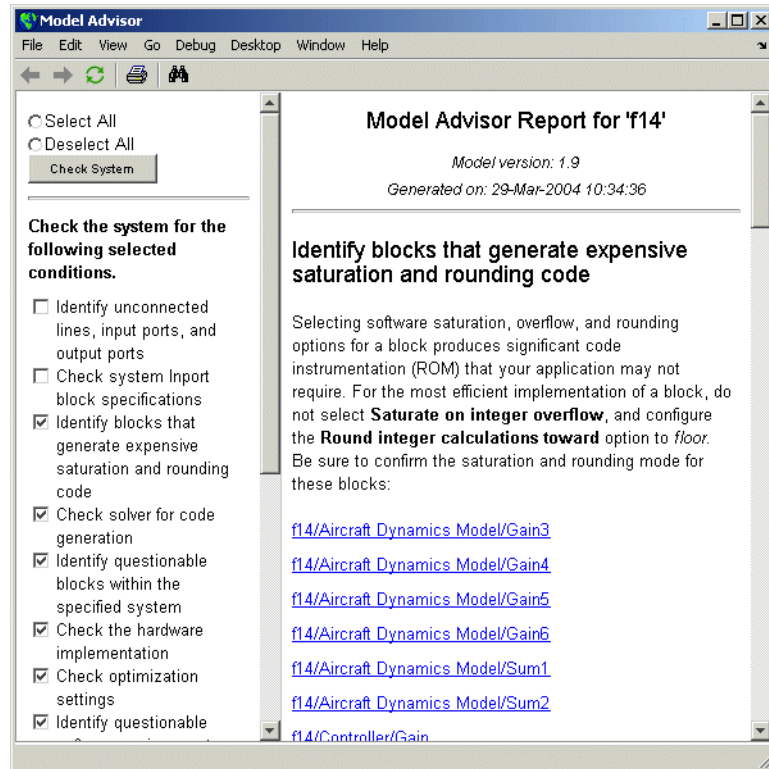 Model Advisor
File Edit View Go Debug Desktop Window Help
Select All
Deselect All
Check System
Check the system for the
following selected
conditions.
Identify unconnected
lines, input ports, and
output ports
Check system Inport
block specifications
Identify blocks that
generate expensive
saturation and rounding
code
Check solver for code
generation
Identify questionable
blocks within the
specified system
Check the hardware
implementation
Check optimization
settings
Identify questionable
Model Advisor Report for 'f14'
Model version: 1.9
Generated on: 29-Mar-2004 10:34:36
Identify blocks that generate expensive
saturation and rounding code
Selecting software saturation, overflow, and rounding
options for a block produces significant code
instrumentation (ROM) that your application may not
require. For the most efficient implementation of a block, do
not select Saturate on integer overflow, and configure
the Round integer calculations toward option to floor.
Be sure to confirm the saturation and rounding mode for
these blocks:
f14/Aircraft Dynamics Model/Gain3
f14/Aircraft Dynamics Model/Gain4
f14/Aircraft Dynamics Model/Gain5
f14/Aircraft Dynamics Model/Gain6
f14/Aircraft Dynamics Model/Sum1
f14/Aircraft Dynamics Model/Sum2
f14/Controller/Gain